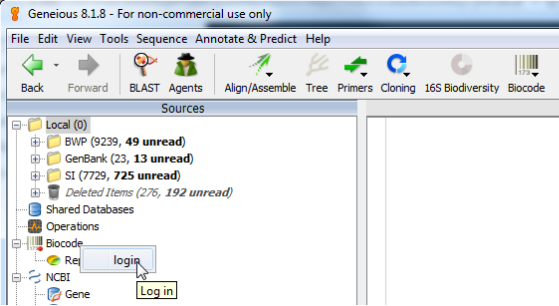 Geneious 8.1.8 - For non-commercial use only
File Edit View Tools Sequence Annotate & Predict Help
Back Forward BLAST Agents Align/Assemble Tree Primers Cloning 16S Biodiversity Biocode
Sources
Local (0)
BWP (9239, 49 unread)
GenBank (23, 13 unread)
SI (7729, 725 unread)
Deleted Items (276, 192 unread)
Shared Databases
Operations
Biocode
login
NCBI
Log in
Gene